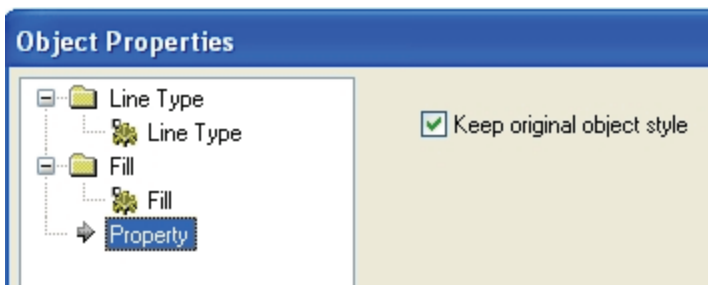 Object Properties
Line Type
Line Type
Fill
Fill
Property
Keep original object style